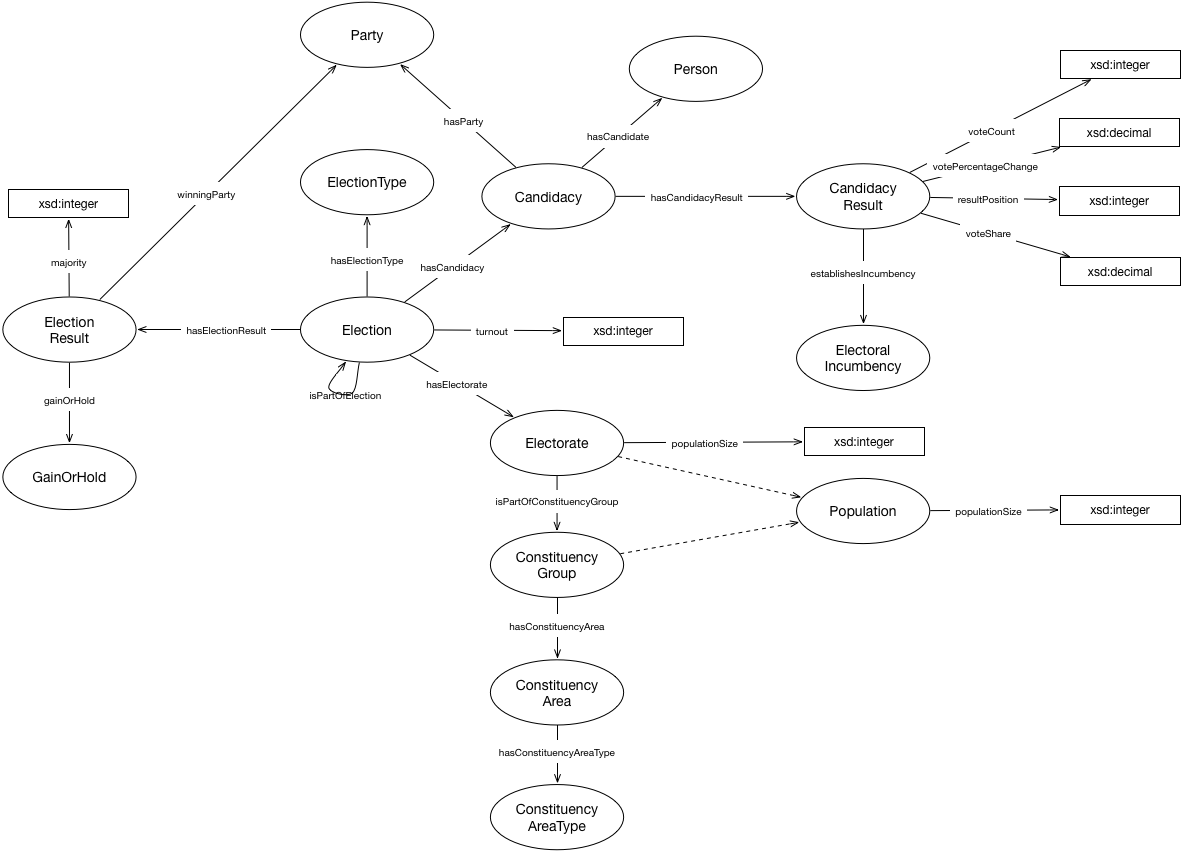 Party
Person
xsd:integer
hasParty
hasCandidate
voteCount
xsd:decimal
votePercentageChange
ElectionType
winningParty
Candidacy
hasCandidacyResult
Candidacy
Result
resultPosition
xsd:integer
xsd:integer
voteShare
majority
hasElectionType
hasCandidacy
establishesIncumbency
xsd:decimal
Election
Result
hasElectionResult
Election
turnout
xsd:integer
Electoral
Incumbency
isPartOfElection
hasElectorate
gainOrHold
Electorate
populationSize
xsd:integer
GainOrHold
isPartOfConstituencyGroup
Population
populationSize
xsd:integer
Constituency
Group
hasConstituencyArea
Constituency
Area
hasConstituencyAreaType
Constituency
AreaType